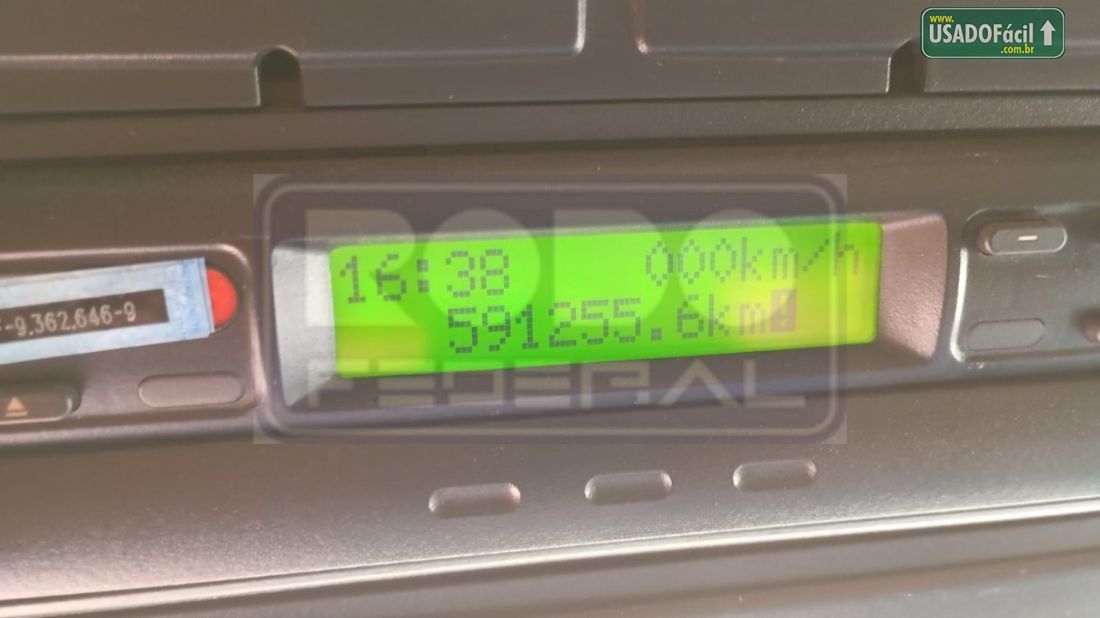 www.
USADOFácil
.com.br
RODO
FEDERAL
16:38 000km/h
591255.6km
-9.362.646-9